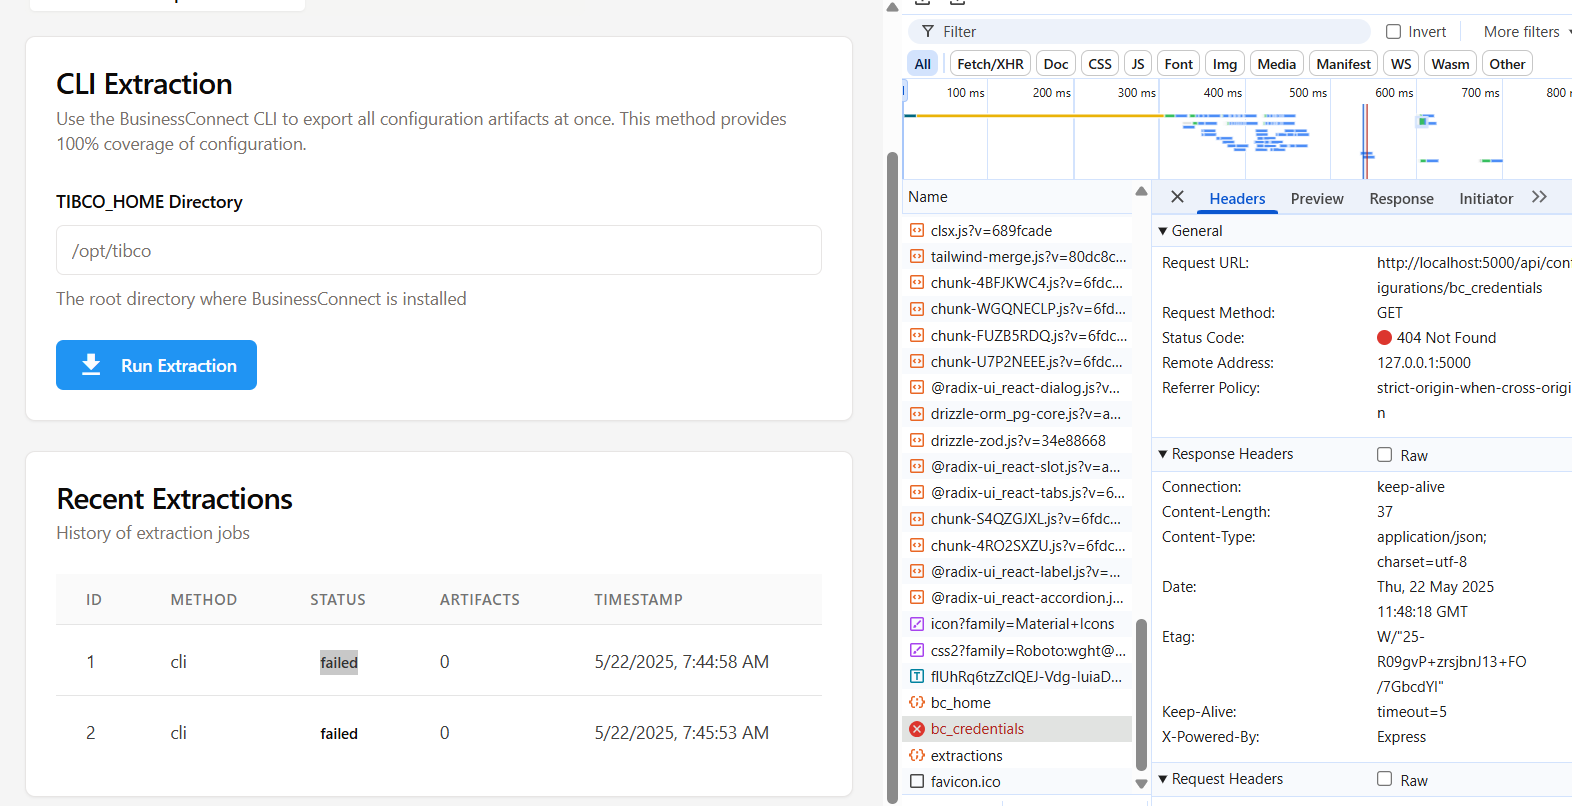 CLI Extraction
Use the BusinessConnect CLI to export all configuration artifacts at once. This method provides
100% coverage of configuration.
TIBCO_HOME Directory
/opt/tibco
The root directory where BusinessConnect is installed
Run Extraction
Recent Extractions
History of extraction jobs
ID METHOD STATUS ARTIFACTS TIMESTAMP
1 cli failed 0 5/22/2025, 7:44:58 AM
2 cli failed 0 5/22/2025, 7:45:53 AM
Filter Invert More filters
All Fetch/XHR Doc CSS JS Font Img Media Manifest WS Wasm Other
100 ms 200 ms 300 ms 400 ms 500 ms 600 ms 700 ms 800 m
Name
clsx.js?v=689fcade
tailwind-merge.js?v=80dc8c...
chunk-4BFJKWC4.js?v=6fdc...
chunk-WGQNECLP.js?v=6fd...
chunk-FUZB5RDQ.js?v=6fdc...
chunk-U7P2NEEE.js?v=6fdc...
@radix-ui_react-dialog.js?v...
drizzle-orm_pg-core.js?v=a...
drizzle-zod.js?v=34e88668
@radix-ui_react-slot.js?v=a...
@radix-ui_react-tabs.js?v=6...
chunk-S4QZGJXL.js?v=6fdc...
chunk-4RO2SXZU.js?v=6fdc...
@radix-ui_react-label.js?v=...
@radix-ui_react-accordion.j...
icon?family=Material+Icons
css2?family=Roboto:wght@...
flUhRq6tzZclQEJ-Vdg-IuiaD...
bc_home
bc_credentials
extractions
favicon.ico
Headers Preview Response Initiator
General
Request URL: http://localhost:5000/api/conf
igurations/bc_credentials
Request Method: GET
Status Code: 404 Not Found
Remote Address: 127.0.0.1:5000
Referrer Policy: strict-origin-when-cross-origi
n
Response Headers Raw
Connection: keep-alive
Content-Length: 37
Content-Type: application/json;
charset=utf-8
Date: Thu, 22 May 2025
11:48:18 GMT
Etag: W/"25-
R09gvP+zrsjbnJ13+FO
/7GbcdYI"
Keep-Alive: timeout=5
X-Powered-By: Express
Request Headers Raw